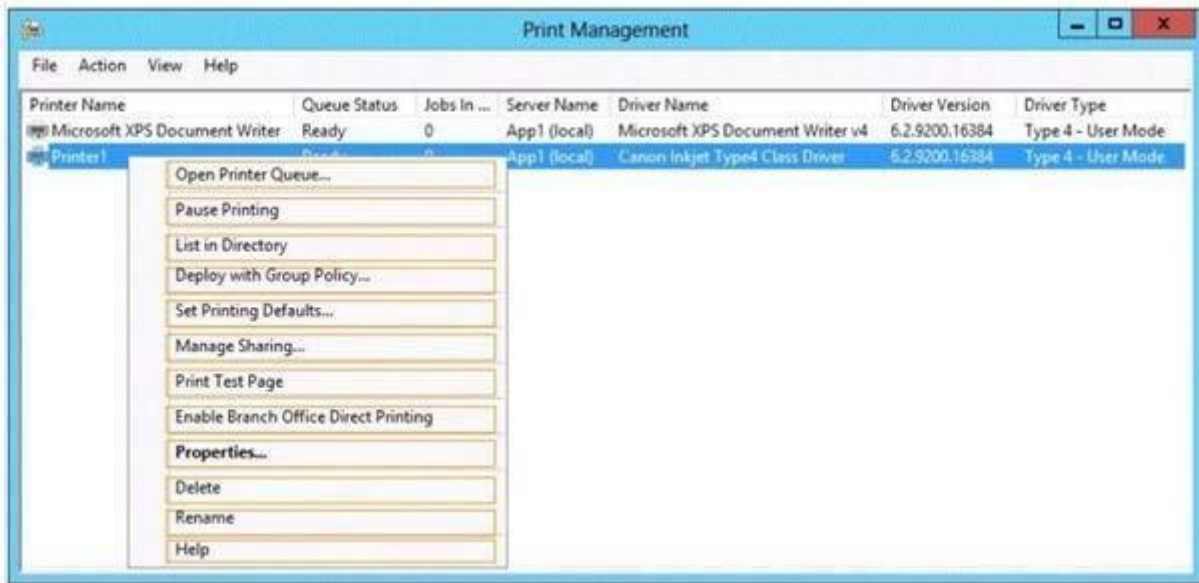 Print Management
File Action View Help
Printer Name Queue Status Jobs In ... Server Name Driver Name Driver Version Driver Type
Microsoft XPS Document Writer Ready 0 App1 (local) Microsoft XPS Document Writer v4 6.2.9200.16384 Type 4 - User Mode
Printer1 Ready 0 App1 (local) Canon Inkjet Type4 Class Driver 6.2.9200.16384 Type 4 - User Mode
Open Printer Queue...
Pause Printing
List in Directory
Deploy with Group Policy...
Set Printing Defaults...
Manage Sharing...
Print Test Page
Enable Branch Office Direct Printing
Properties...
Delete
Rename
Help